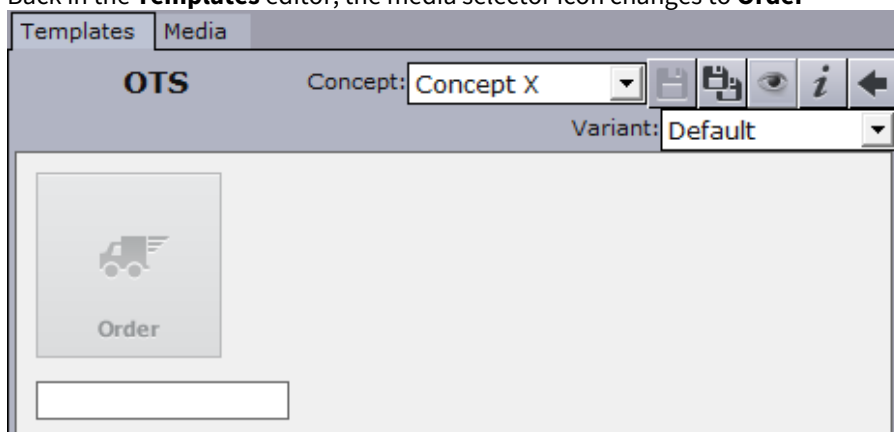 Back in the Templates editor, the media selector icon changes to Order
Templates Media
OTS Concept: Concept X
Variant: Default
Order